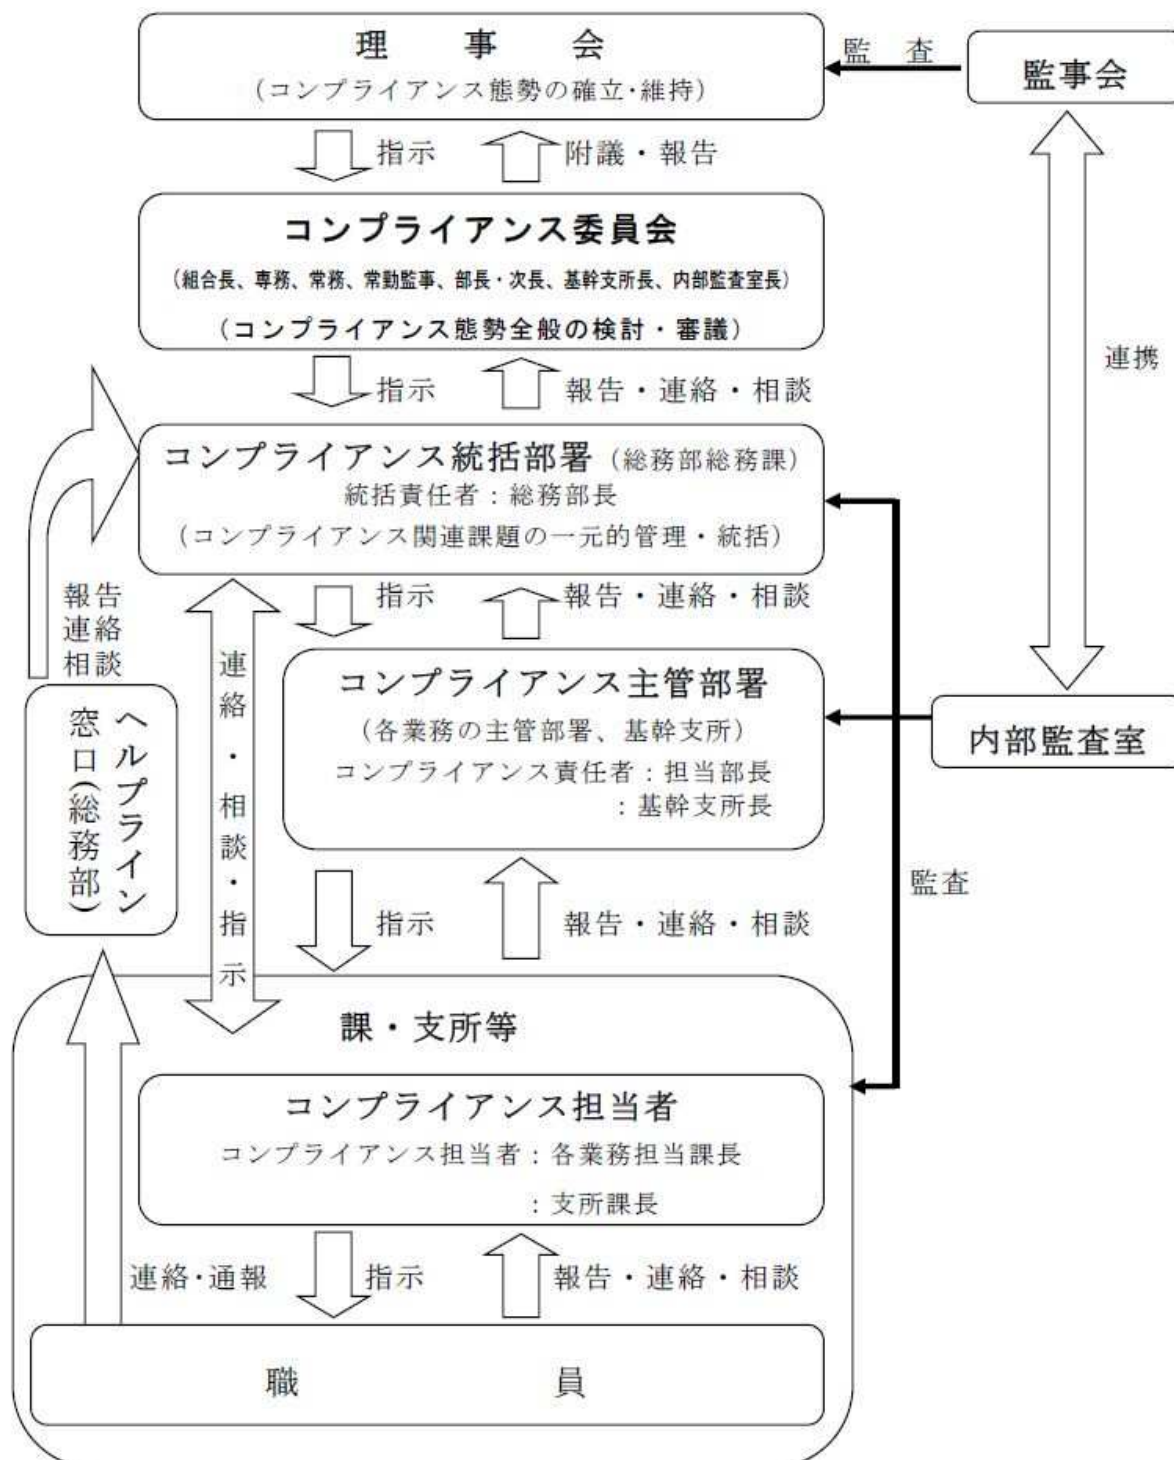 理事会
(コンプライアンス態勢の確立・維持)
監査
監事会
指示
附議・報告
コンプライアンス委員会
(組合長、専務、常務、常勤監事、部長・次長、基幹支所長、内部監査室長)
(コンプライアンス態勢全般の検討・審議)
連携
指示
報告・連絡・相談
コンプライアンス統括部署(総務部総務課)
統括責任者:総務部長
(コンプライアンス関連課題の一元的管理・統括)
報告
連絡
相談
指示
報告・連絡・相談
連絡・相談・指示
コンプライアンス主管部署
(各業務の主管部署、基幹支所)
コンプライアンス責任者:担当部長
:基幹支所長
内部監査室
ヘルプライン
窓口(総務部)
監査
指示
報告・連絡・相談
課・支所等
コンプライアンス担当者
コンプライアンス担当者:各業務担当課長
:支所課長
連絡・通報
指示
報告・連絡・相談
職員